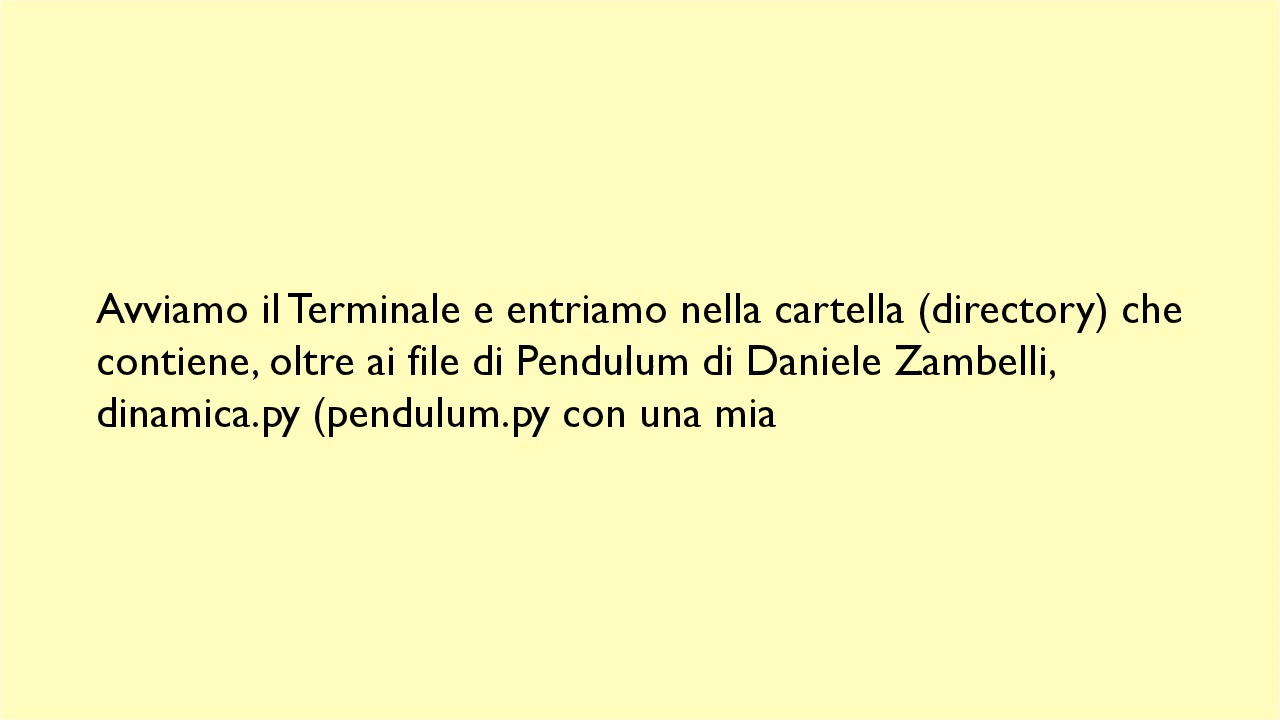 Avviamo il Terminale e entriamo nella cartella (directory) che
contiene, oltre ai file di Pendulum di Daniele Zambelli,
dinamica.py (pendulum.py con una mia